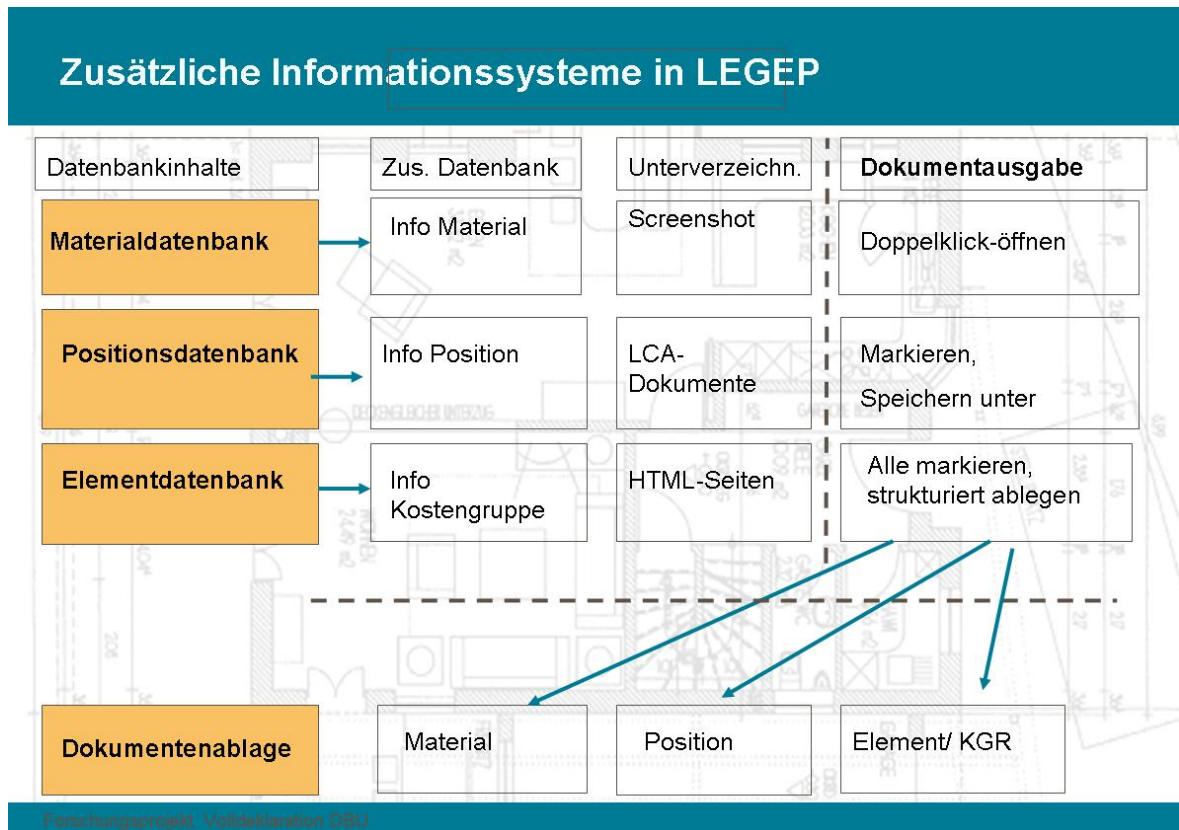 Zusätzliche Informationssysteme in LEGEP
Datenbankinhalte
Zus. Datenbank
Unterverzeichn.
Dokumentausgabe
Materialdatenbank
Info Material
Screenshot
Doppelklick-öffnen
Positionsdatenbank
Info Position
LCA-
Dokumente
Markieren,
Speichern unter
Elementdatenbank
Info
Kostengruppe
HTML-Seiten
Alle markieren,
strukturiert ablegen
DECKENGLEICHER UNTERZUG
Dokumentenablage
Material
Position
Element/ KGR
Forschungsprojekt Volldeklaration DBU